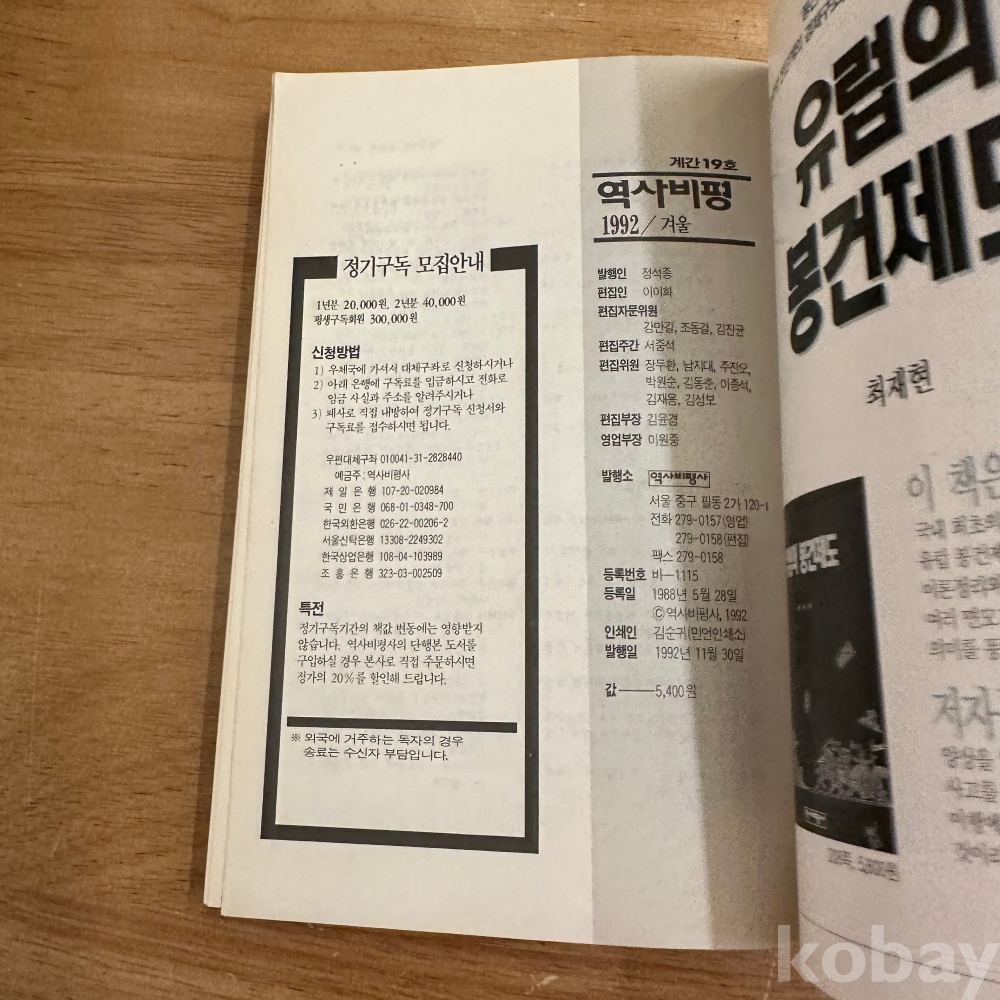 정기구독 모집안내
1년분 20,000원, 2년분 40,000원
평생구독회원 300,000원
신청방법
1) 우체국에 가셔서 대체구좌로 신청하시거나
2) 아래 은행에 구독료를 입금하시고 전화로
입금 사실과 주소를 알려주시거나
3) 폐사로 직접 내방하여 정기구독 신청서와
구독료를 접수하시면 됩니다.
우편대체구좌 010041-31-2828440
예금주: 역사비평사
제 일 은 행 107-20-020984
국 민 은 행 068-01-0348-700
한국외환은행 026-22-00206-2
서울신탁은행 13308-2249302
한국상업은행 108-04-103989
조 흥 은 행 323-03-002509
특전
정기구독기간의 책값 변동에는 영향받지
않습니다. 역사비평사의 단행본 도서를
구입하실 경우 본사로 직접 주문하시면
정가의 20%를 할인해 드립니다.
※ 외국에 거주하는 독자의 경우
송료는 수신자 부담입니다.
계간 19호
역사비평
1992／겨울
발행인 정석종
편집인 이이화
편집자문위원
강만길, 조동걸, 김진균
편집주간 서중석
편집위원 장두환, 남지대, 주진오,
박원순, 김동춘, 이종석,
김재용, 김성보
편집부장 김윤경
영업부장 이원중
발행소 역사비평사
서울 중구 필동 2가 120-
전화 279-0157(영업)
279-0158(편집)
팩스 279-0158
등록번호 바-1115
등록일 1988년 5월 28일
ⓒ 역사비평사, 1992
인쇄인 김순귀(민언인쇄소)
발행일 1992년 11월 30일
값——5,400원
유럽의
봉건제도
최재현
이 책은
국내 최초의
유럽 봉건
저자
kobay